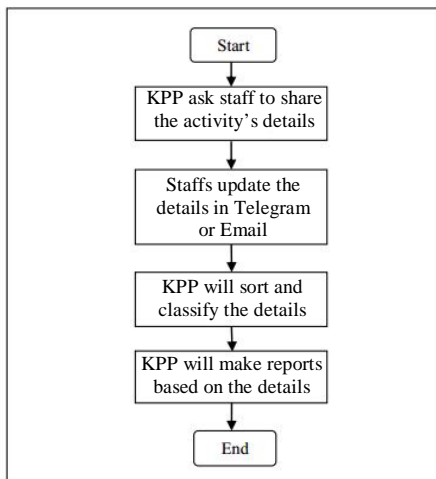 Start
KPP ask staff to share
the activity's details
Staffs update the
details in Telegram
or Email
KPP will sort and
classify the details
KPP will make reports
based on the details
End